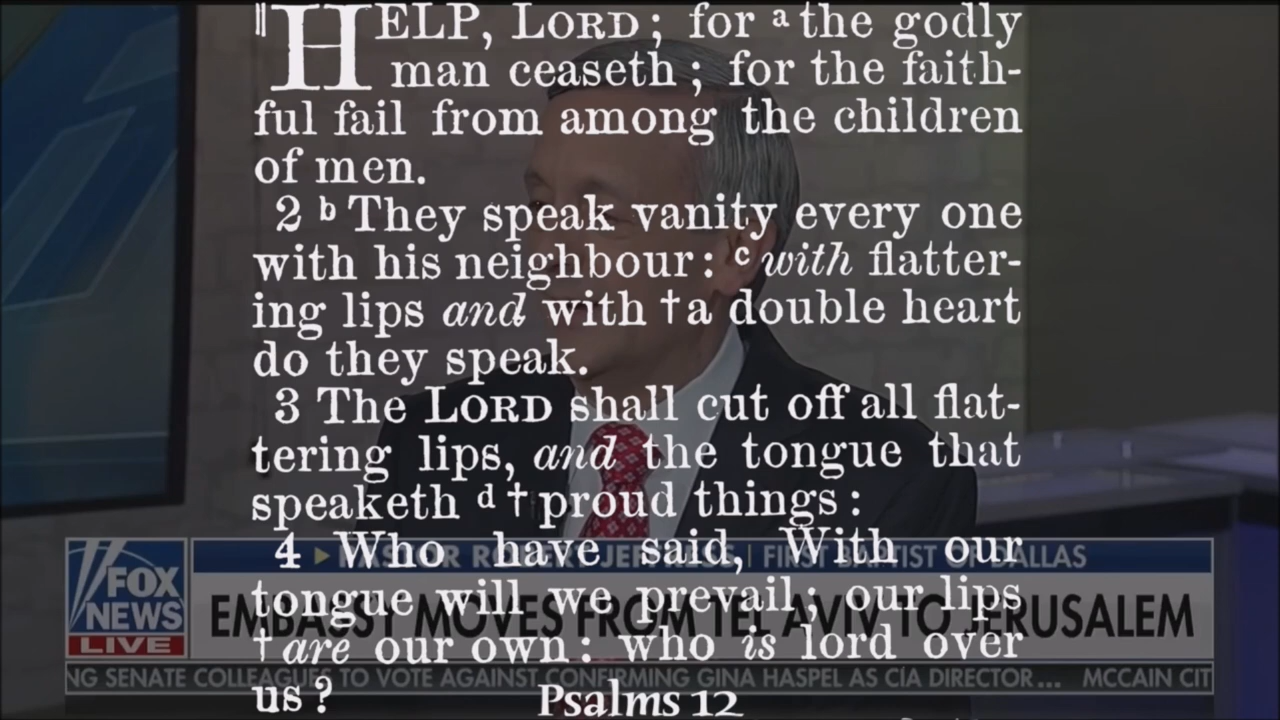 ‖HELP, LORD; for ᵃ the godly
man ceaseth; for the faith-
ful fail from among the children
of men.
2 ᵇ They speak vanity every one
with his neighbour: ᶜ with flatter-
ing lips and with † a double heart
do they speak.
3 The LORD shall cut off all flat-
tering lips, and the tongue that
speaketh ᵈ † proud things:
4 Who have said, With our
tongue will we prevail; our lips
† are our own: who is lord over
us?
Psalms 12
FOX
NEWS
LIVE
FIRST BAPTIST OF DALLAS
EMBASSY MOVES FROM TEL AVIV TO JERUSALEM
NG SENATE COLLEAGUES TO VOTE AGAINST CONFIRMING GINA HASPEL AS CIA DIRECTOR... MCCAIN CIT